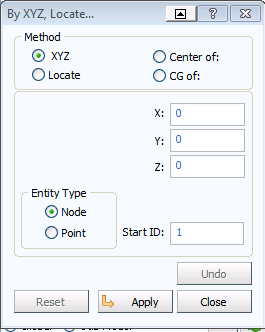 By XYZ, Locate... ?
Method
XYZ Center of:
Locate CG of:
X: 0
Y: 0
Z: 0
Entity Type
Node
Point Start ID: 1
Undo
Reset Apply Close